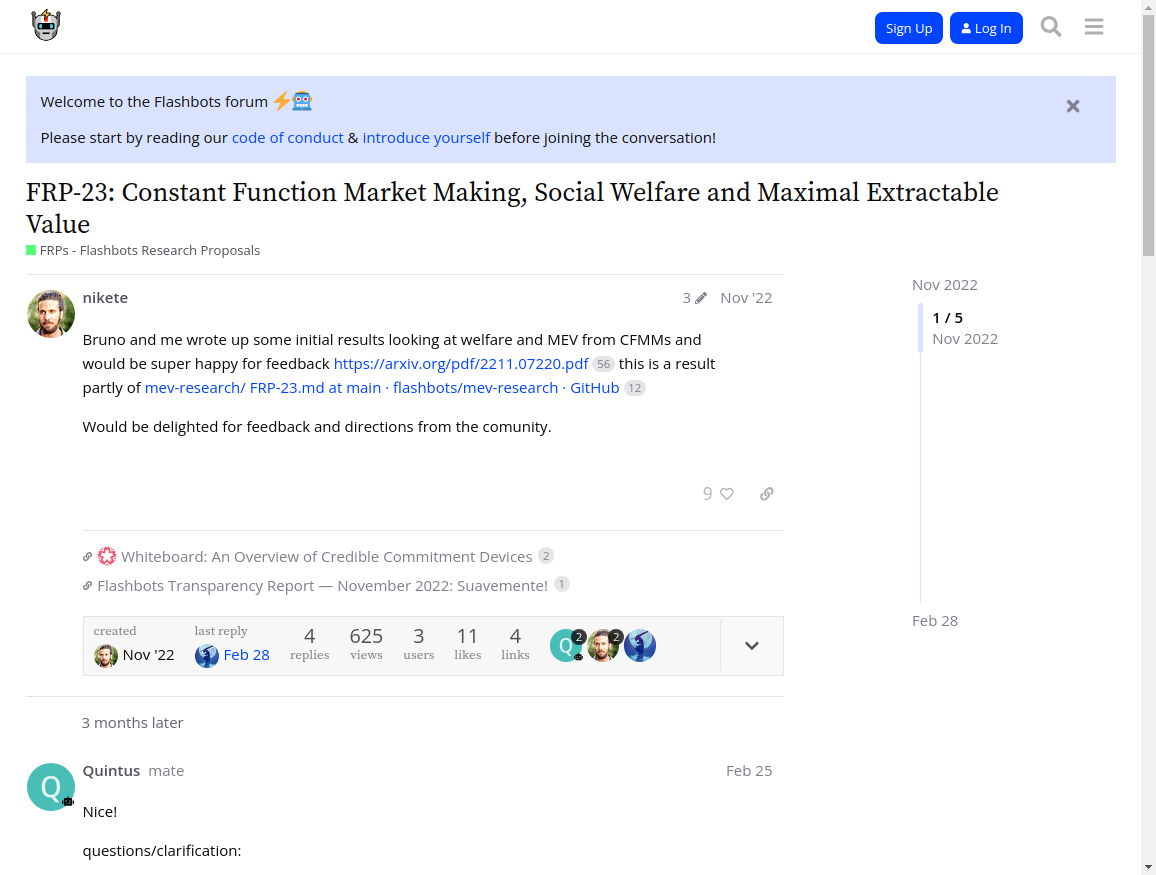 Sign Up
Log In
Welcome to the Flashbots forum
Please start by reading our code of conduct & introduce yourself before joining the conversation!
FRP-23: Constant Function Market Making, Social Welfare and Maximal Extractable
Value
FRPs - Flashbots Research Proposals
nikete
3
Nov '22
Bruno and me wrote up some initial results looking at welfare and MEV from CFMMs and
would be super happy for feedback https://arxiv.org/pdf/2211.07220.pdf 56 this is a result
partly of mev-research/ FRP-23.md at main · flashbots/mev-research · GitHub 12
Would be delighted for feedback and directions from the comunity.
9
Whiteboard: An Overview of Credible Commitment Devices 2
Flashbots Transparency Report — November 2022: Suavemente! 1
created
Nov '22
last reply
Feb 28
4
replies
625
views
3
users
11
likes
4
links
Q 2
2
3 months later
Q
Quintus mate
Feb 25
Nice!
questions/clarification:
Nov 2022
1 / 5
Nov 2022
Feb 28